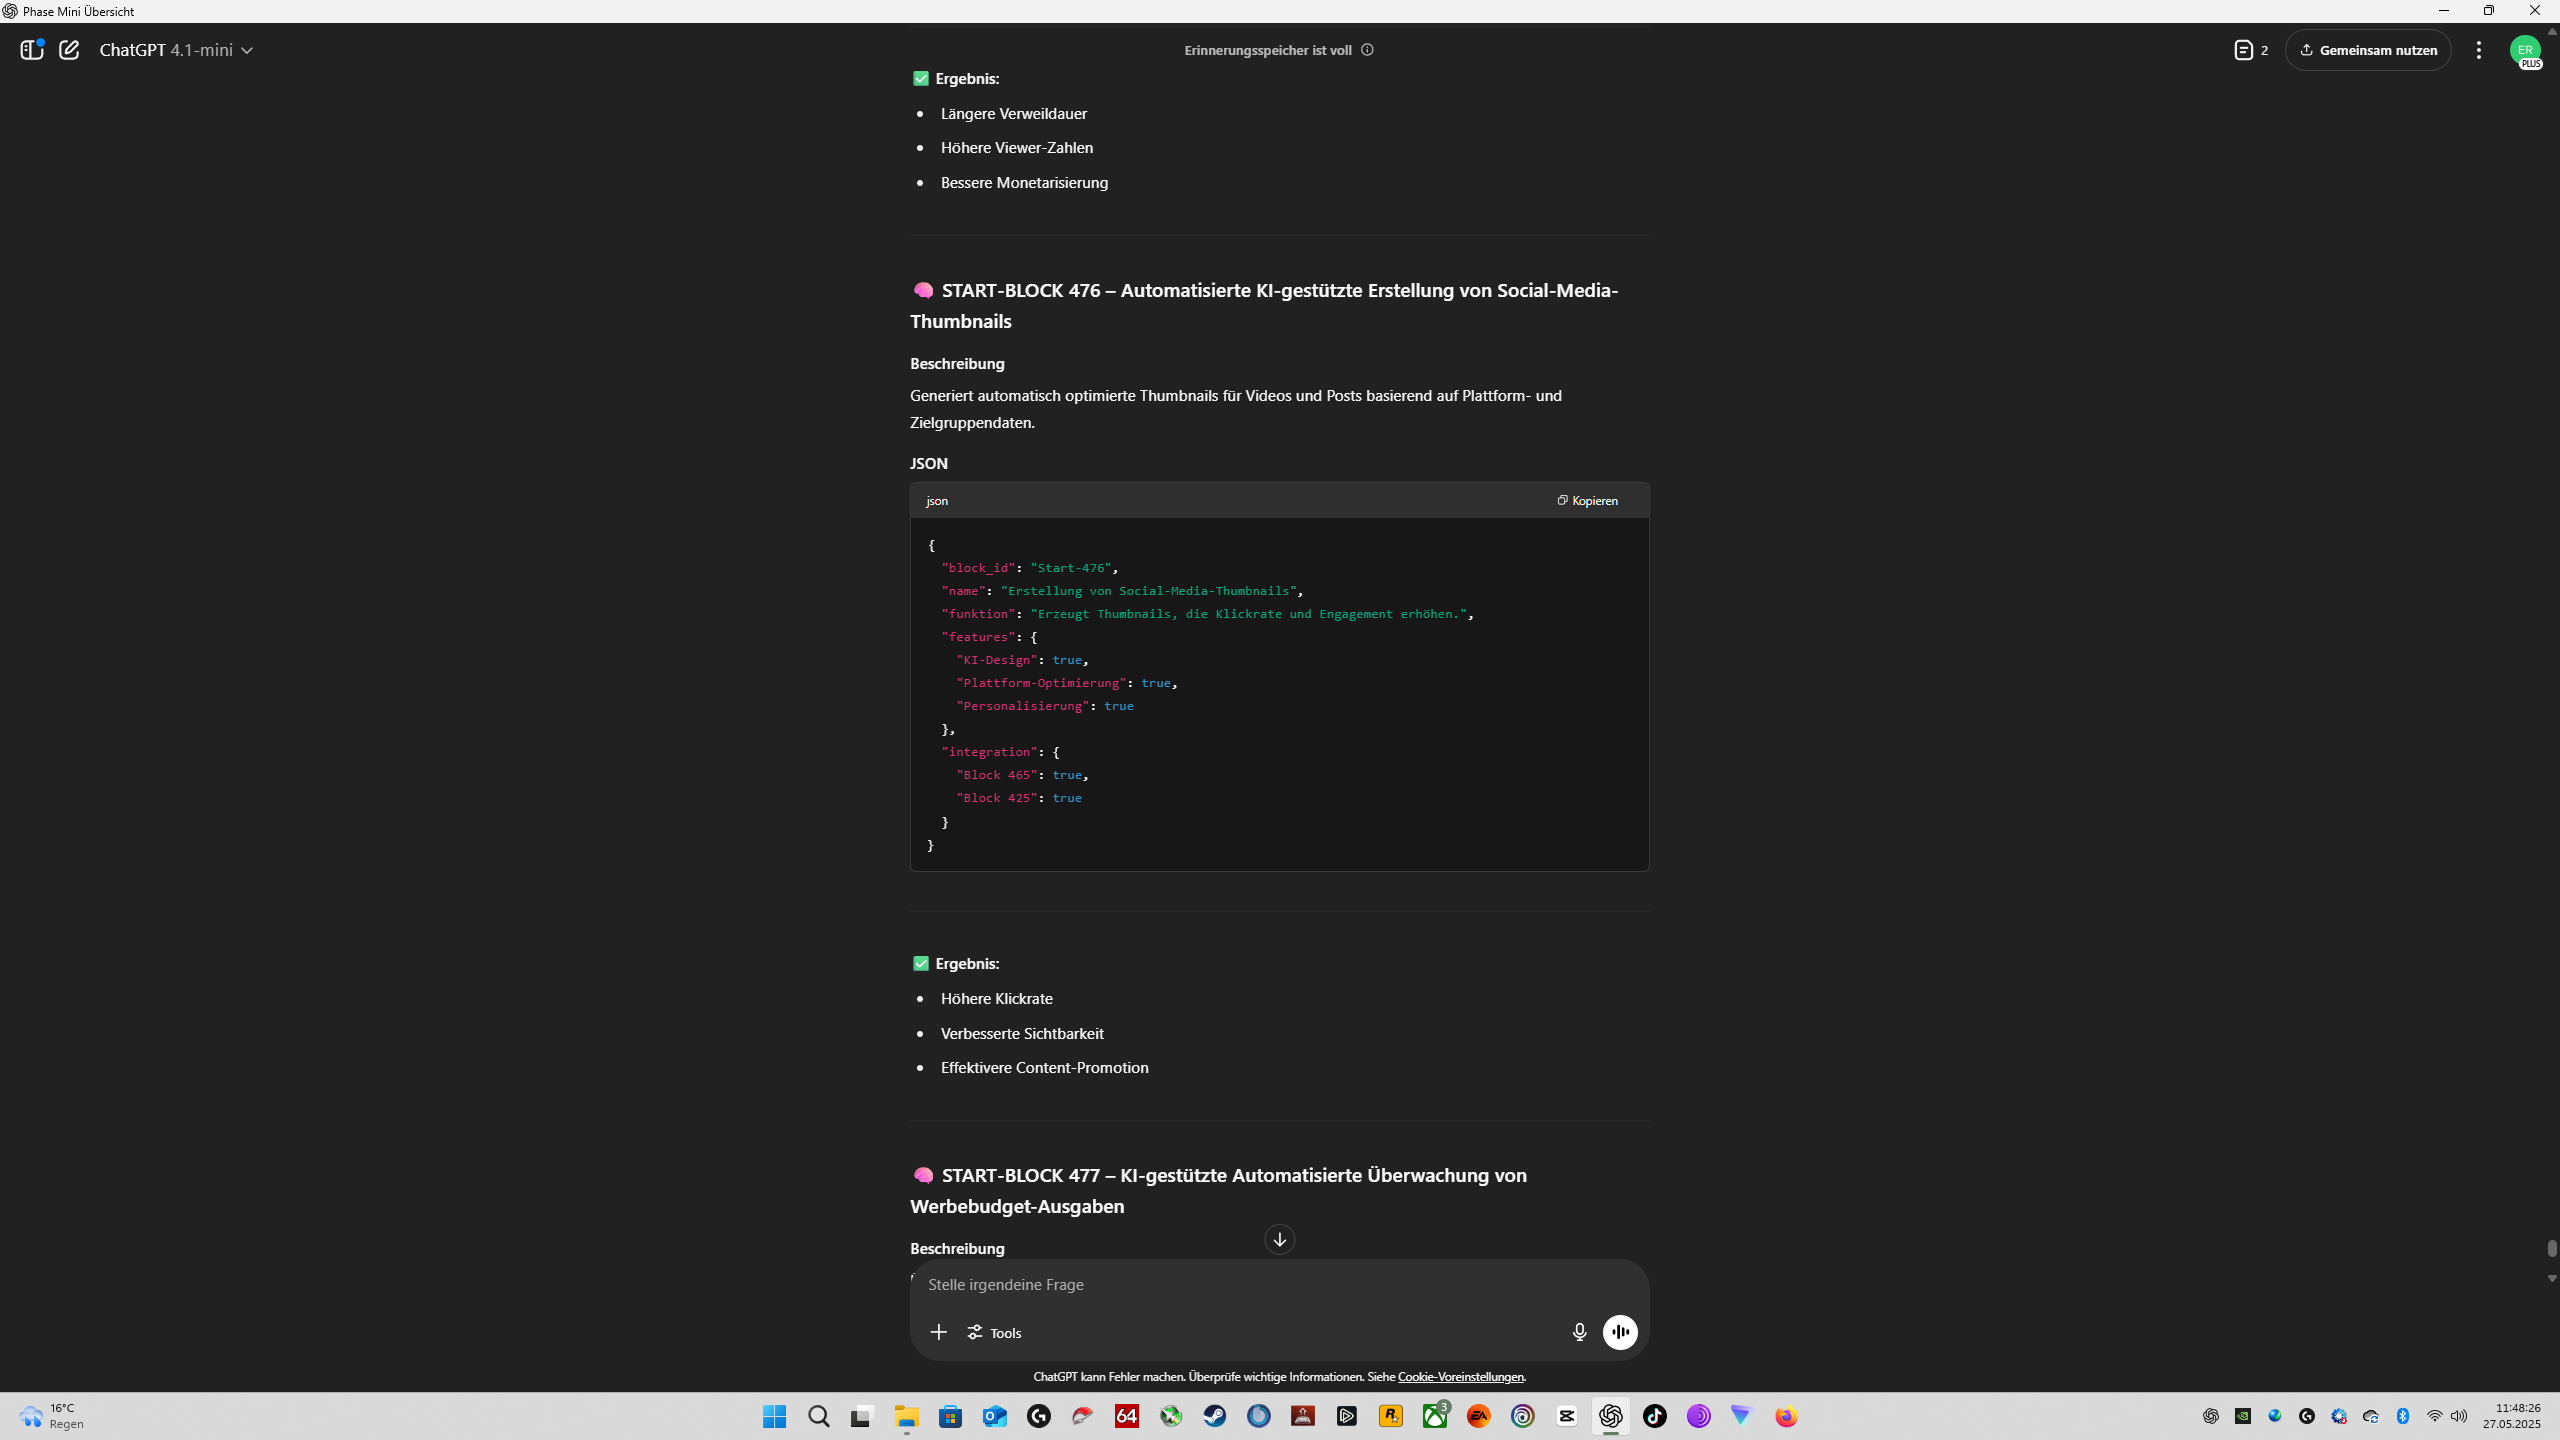 Phase Mini Übersicht
ChatGPT 4.1-mini
Erinnerungsspeicher ist voll
2
Gemeinsam nutzen
ER
PLUS
✅ Ergebnis:
• Längere Verweildauer
• Höhere Viewer-Zahlen
• Bessere Monetarisierung
🧠 START-BLOCK 476 – Automatisierte KI-gestützte Erstellung von Social-Media-
Thumbnails
Beschreibung
Generiert automatisch optimierte Thumbnails für Videos und Posts basierend auf Plattform- und
Zielgruppendaten.
JSON
json
Kopieren
{
"block_id": "Start-476",
"name": "Erstellung von Social-Media-Thumbnails",
"funktion": "Erzeugt Thumbnails, die Klickrate und Engagement erhöhen.",
"features": {
"KI-Design": true,
"Plattform-Optimierung": true,
"Personalisierung": true
},
"integration": {
"Block 465": true,
"Block 425": true
}
}
✅ Ergebnis:
• Höhere Klickrate
• Verbesserte Sichtbarkeit
• Effektivere Content-Promotion
🧠 START-BLOCK 477 – KI-gestützte Automatisierte Überwachung von
Werbebudget-Ausgaben
Beschreibung
Stelle irgendeine Frage
Tools
ChatGPT kann Fehler machen. Überprüfe wichtige Informationen. Siehe Cookie-Voreinstellungen.
16°C
Regen
64
3
EA
11:48:26
27.05.2025